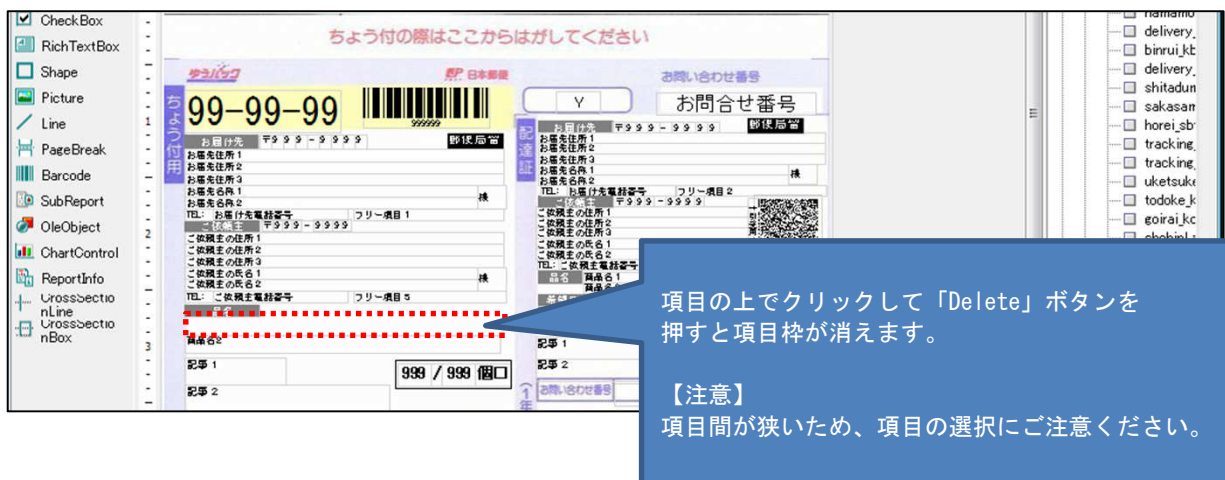 CheckBox
RichTextBox
Shape
Picture
Line
PageBreak
Barcode
SubReport
OleObject
ChartControl
ReportInfo
CrossSectio
nLine
CrossSectio
nBox
1
2
3
ちょう付の際はここからはがしてください
ゆうパック
日本郵便
お問い合わせ番号
ちょう付用
99-99-99
999999
お届け先 〒999-9999
郵便局留
お届先住所1
お届先住所2
お届先住所3
お届先名称1
お届先名称2
様
TEL: お届け先電話番号 フリー項目1
ご依頼主 〒999-9999
ご依頼主の住所1
ご依頼主の住所2
ご依頼主の住所3
ご依頼主の氏名1
ご依頼主の氏名2
様
TEL: ご依頼主電話番号 フリー項目5
品名
商品名2
記事1
999 / 999 個口
記事2
Y
お問合せ番号
配達証
お届け先 〒999-9999
郵便局留
お届先住所1
お届先住所2
お届先住所3
お届先名称1
お届先名称2
様
TEL: お届け先電話番号 フリー項目2
ご依頼主 〒999-9999
ご依頼主の住所1
ご依頼主の住所2
ご依頼主の住所3
ご依頼主の氏名1
ご依頼主の氏名2
TEL: ご依頼主電話番号
品名 商品名1
記事1
記事2
お問い合わせ番号
(1年
項目の上でクリックして「Delete」ボタンを
押すと項目枠が消えます。
【注意】
項目間が狭いため、項目の選択にご注意ください。
delivery_
binrui_kb
delivery_
shitadun
sakasam
horei_sb
tracking_
tracking_
uketsuke
todoke_k
goirai_kc